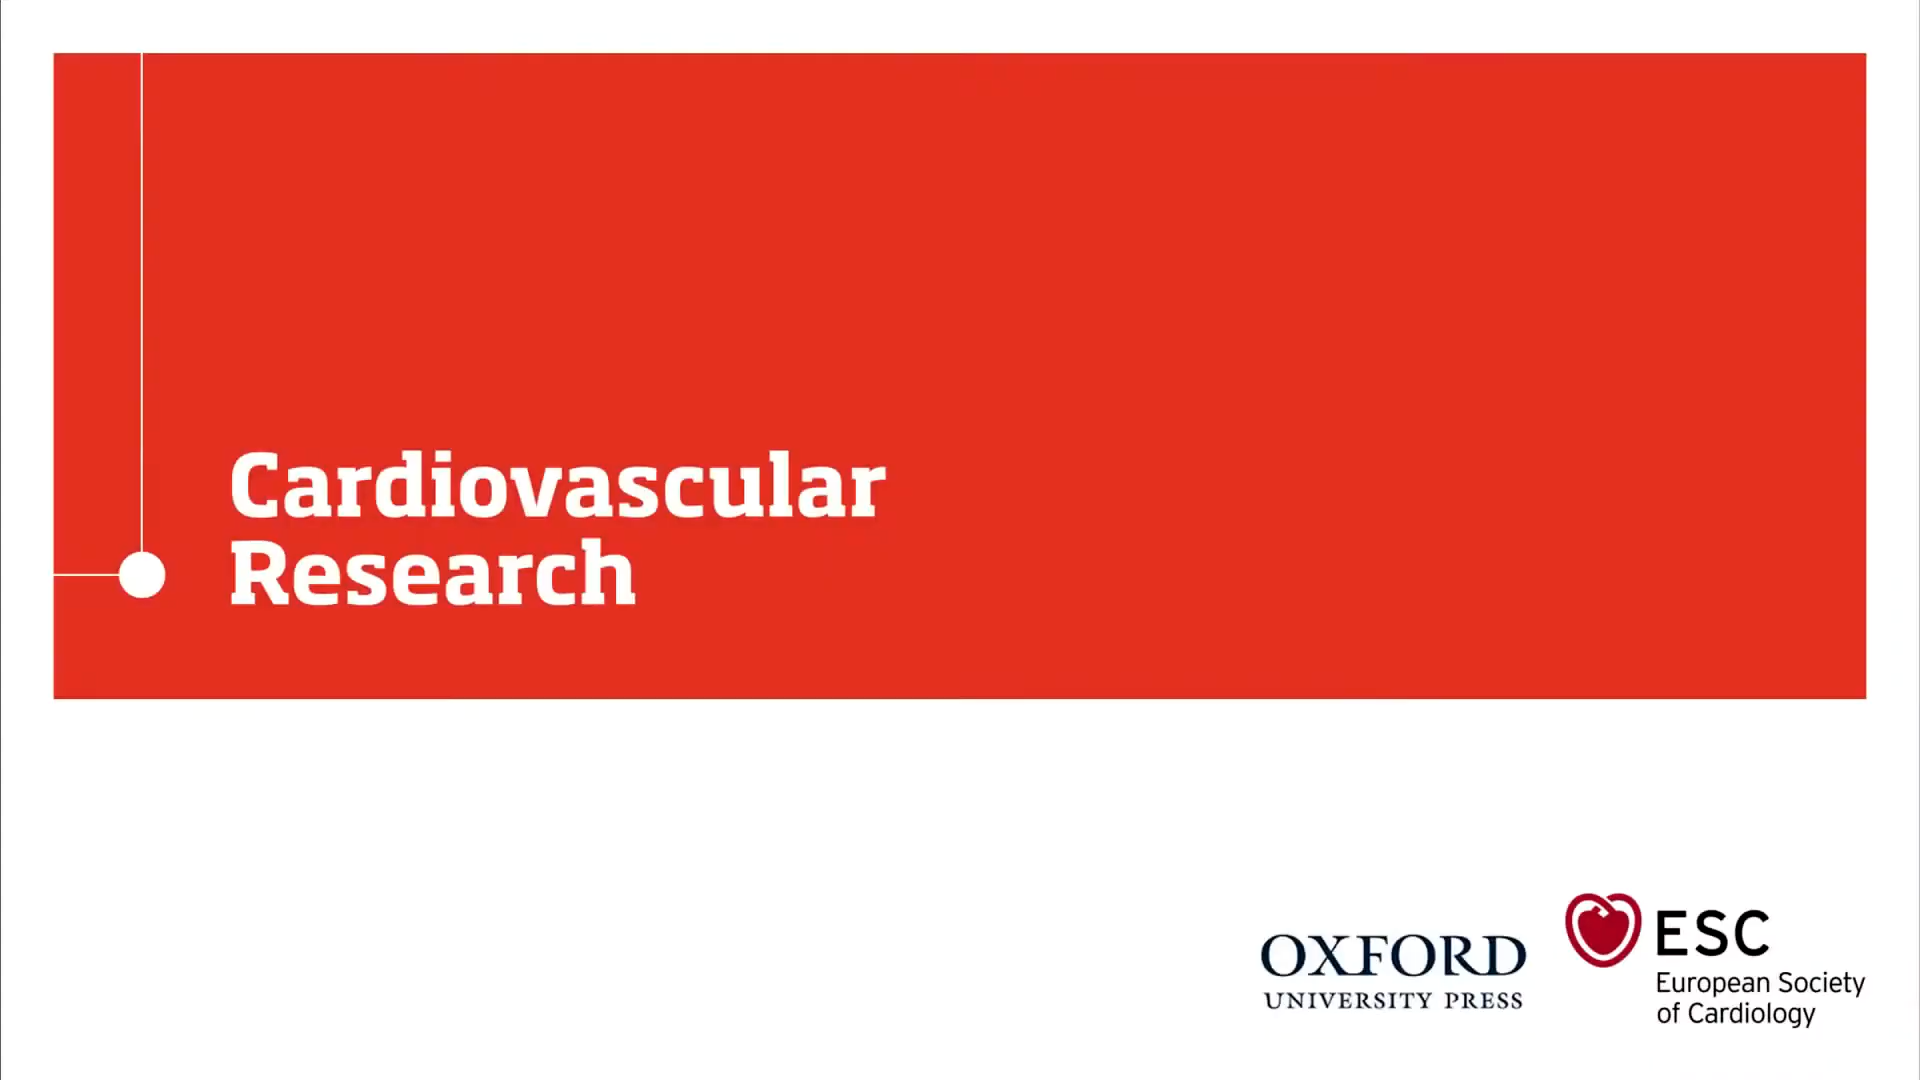 Cardiovascular
Research
OXFORD
UNIVERSITY PRESS
ESC
European Society
of Cardiology